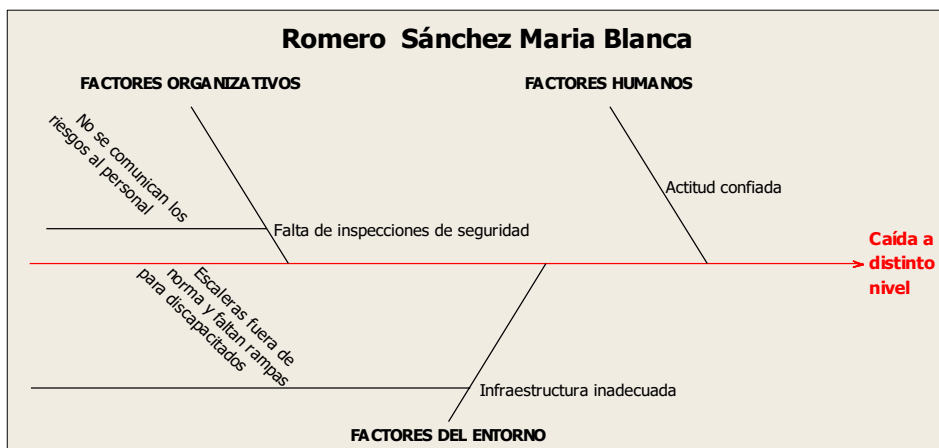 Romero Sánchez Maria Blanca
FACTORES ORGANIZATIVOS
FACTORES HUMANOS
No se comunican los
riesgos al personal
Actitud confiada
Falta de inspecciones de seguridad
Caída a
distinto
nivel
Escaleras fuera de
norma y faltan rampas
para discapacitados
Infraestructura inadecuada
FACTORES DEL ENTORNO